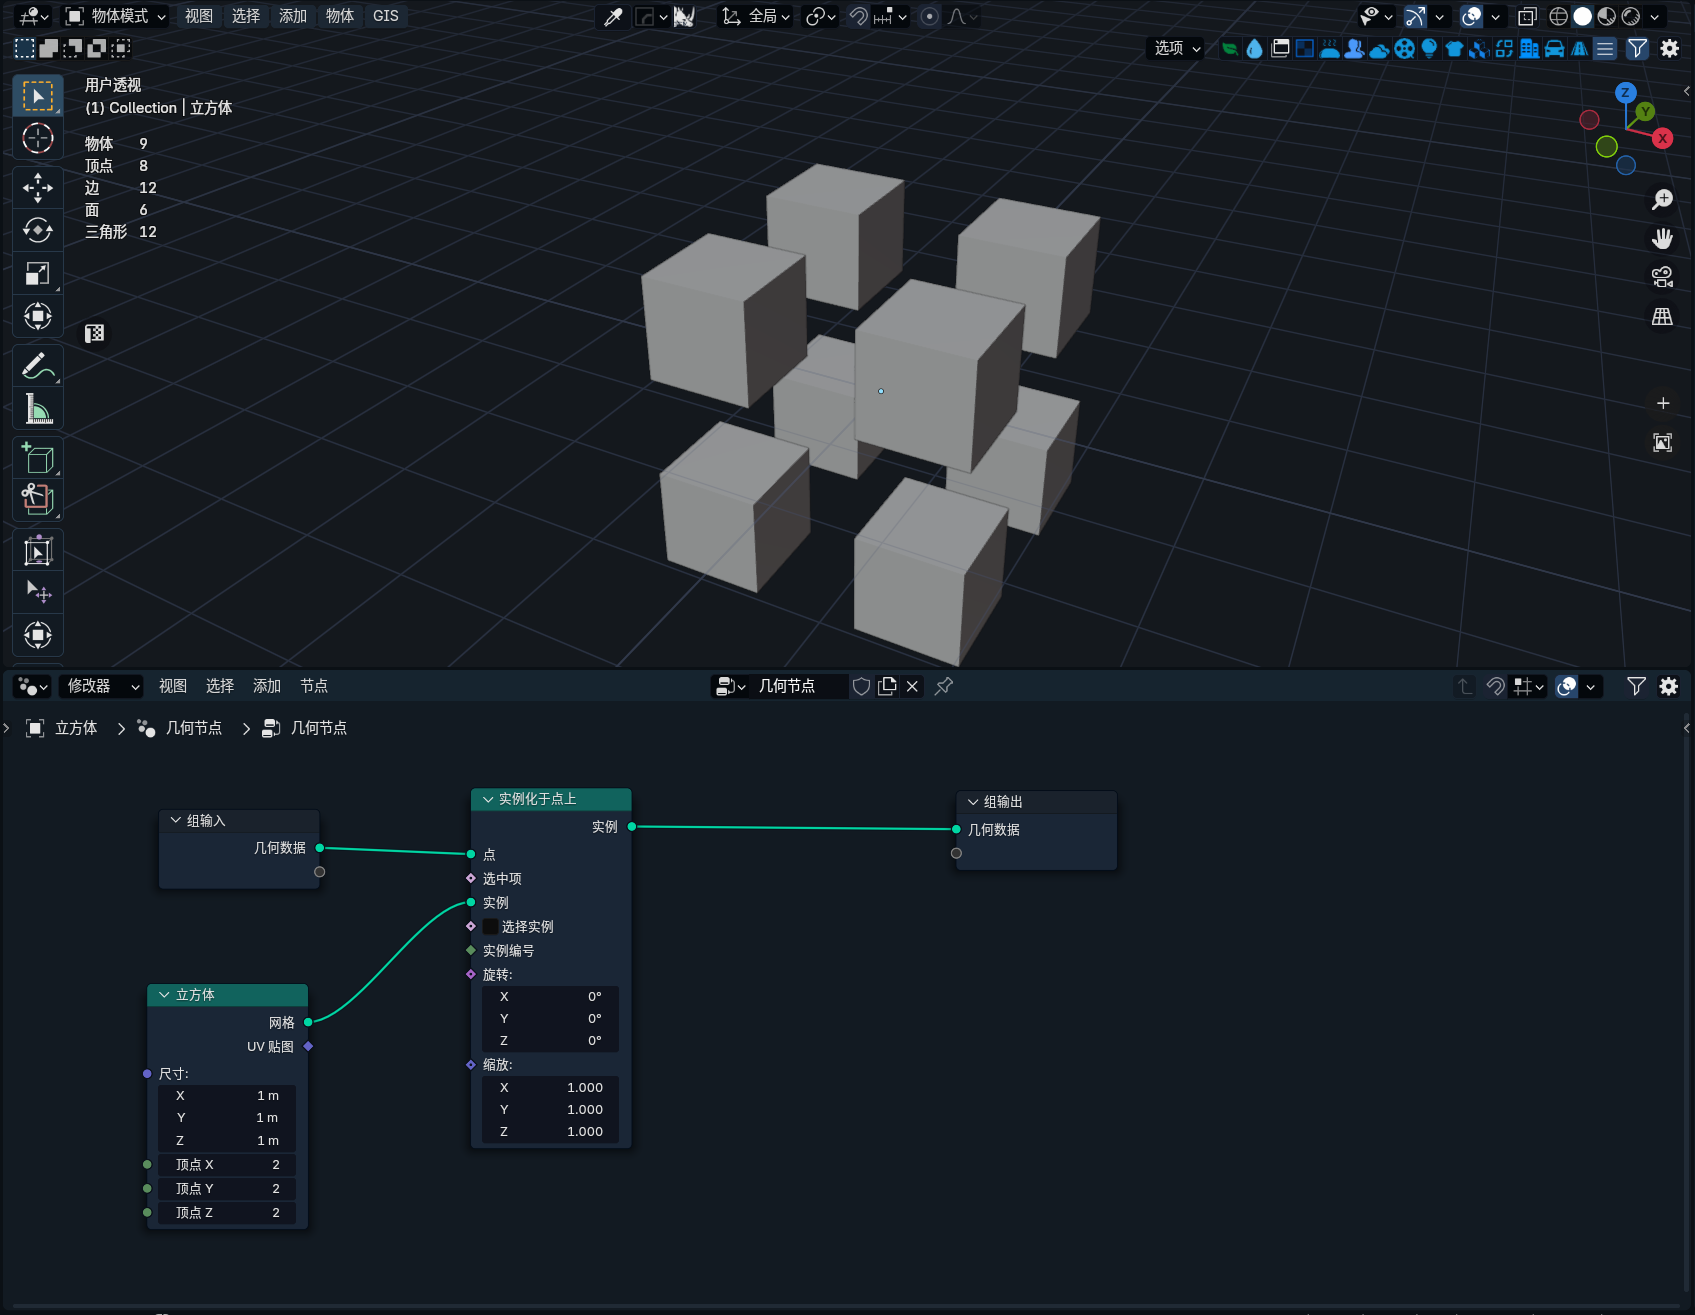 物体模式 视图 选择 添加 物体 GIS 全局
选项
用户透视
(1) Collection | 立方体
物体 9
顶点 8
边 12
面 6
三角形 12
Z
Y
X
修改器 视图 选择 添加 节点 几何节点
立方体 几何节点 几何节点
组输入
几何数据
实例化于点上
实例
点
选中项
实例
选择实例
实例编号
旋转:
X 0°
Y 0°
Z 0°
缩放:
X 1.000
Y 1.000
Z 1.000
组输出
几何数据
立方体
网格
UV 贴图
尺寸:
X 1 m
Y 1 m
Z 1 m
顶点 X 2
顶点 Y 2
顶点 Z 2